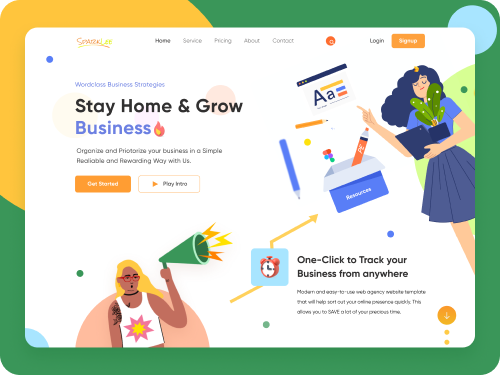 SPARKLIE
Home Service Pricing About Contact Login Signup
Wordclass Business Strategies
Stay Home & Grow
Business
Organize and Priotorize your business in a Simple
Realiable and Rewarding Way with Us.
Get Started Play Intro
Aa
Resources
One-Click to Track your
Business from anywhere
Modern and easy-to-use web agency website template
that will help sort out your online presence quickly. This
allows you to SAVE a lot of your precious time.